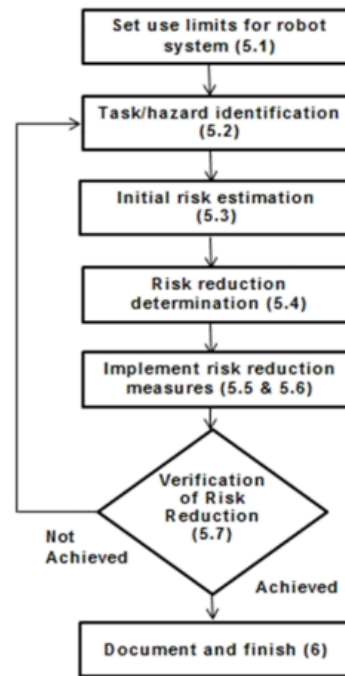 Set use limits for robot
system (5.1)
Task/hazard identification
(5.2)
Initial risk estimation
(5.3)
Risk reduction
determination (5.4)
Implement risk reduction
measures (5.5 & 5.6)
Verification
of Risk
Reduction
(5.7)
Not
Achieved
Achieved
Document and finish (6)